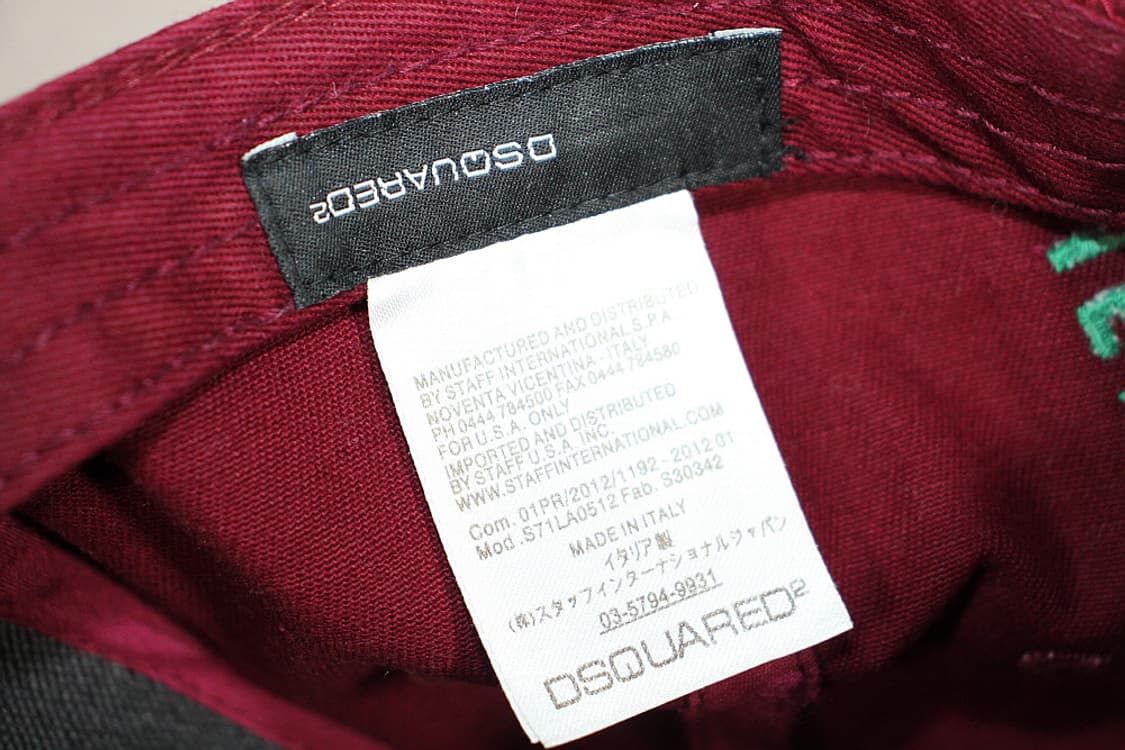 DSQUARED²
MANUFACTURED AND DISTRIBUTED
BY STAFF INTERNATIONAL S.P.A
NOVENTA VICENTINA - ITALY
PH 0444 784500 FAX 0444 784580
FOR U.S.A. ONLY
IMPORTED AND DISTRIBUTED
BY STAFF U.S.A. INC.
WWW.STAFFINTERNATIONAL.COM
Com. 01PR/2012/1192 - 2012 01
Mod .S71LA0512 Fab. S30342
MADE IN ITALY
イタリア製
(株)スタッフインターナショナルジャパン
03-5794-9931
DSQUARED²